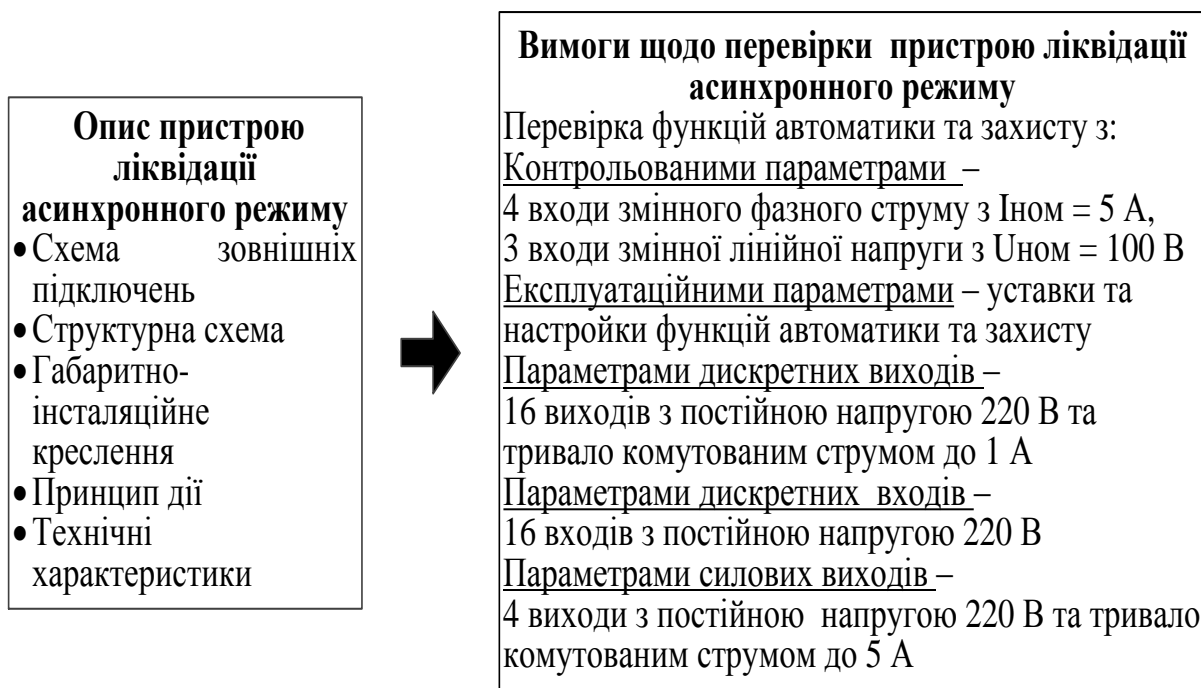 Опис пристрою
ліквідації
асинхронного режиму
•Схема зовнішніх
підключень
•Структурна схема
•Габаритно-
інсталяційне
креслення
•Принцип дії
•Технічні
характеристики
Вимоги щодо перевірки пристрою ліквідації
асинхронного режиму
Перевірка функцій автоматики та захисту з:
Контрольованими параметрами –
4 входи змінного фазного струму з Іном = 5 А,
3 входи змінної лінійної напруги з Uном = 100 В
Експлуатаційними параметрами – уставки та
настройки функцій автоматики та захисту
Параметрами дискретних виходів –
16 виходів з постійною напругою 220 В та
тривало комутованим струмом до 1 А
Параметрами дискретних входів –
16 входів з постійною напругою 220 В
Параметрами силових виходів –
4 виходи з постійною напругою 220 В та тривало
комутованим струмом до 5 А